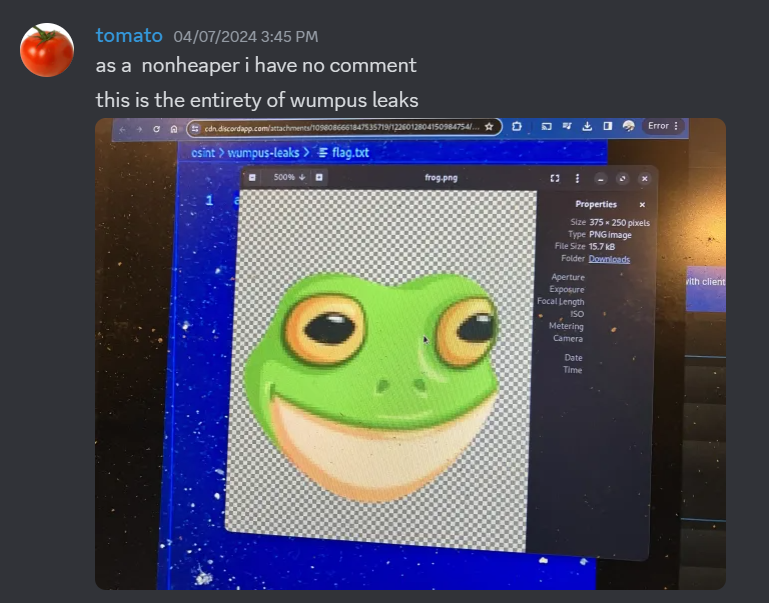 tomato 04/07/2024 3:45 PM
as a nonheaper i have no comment
this is the entirety of wumpus leaks
cdn.discordapp.com/attachments/1098086661847535719/1226012804150984754/...
Error
osint > wumpus-leaks > flag.txt
500%
frog.png
1 a
Properties
Size 375 × 250 pixels
Type PNG image
File Size 15.7 kB
Folder Downloads
Aperture
Exposure
Focal Length
ISO
Metering
Camera
Date
Time
with client